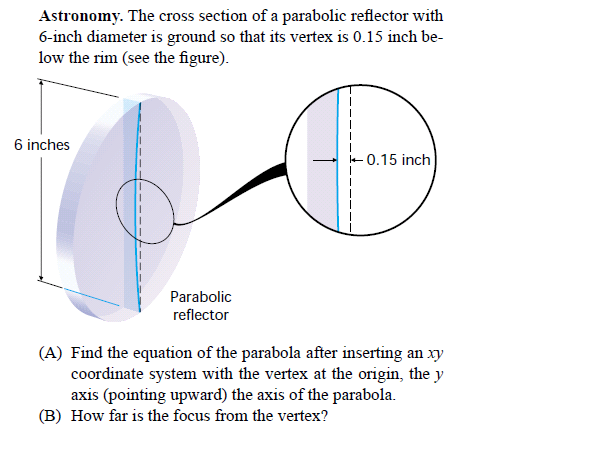 Astronomy. The cross section of a parabolic reflector with
6-inch diameter is ground so that its vertex is 0.15 inch be-
low the rim (see the figure).
6 inches
0.15 inch
Parabolic
reflector
(A) Find the equation of the parabola after inserting an xy
coordinate system with the vertex at the origin, the y
axis (pointing upward) the axis of the parabola.
(B) How far is the focus from the vertex?